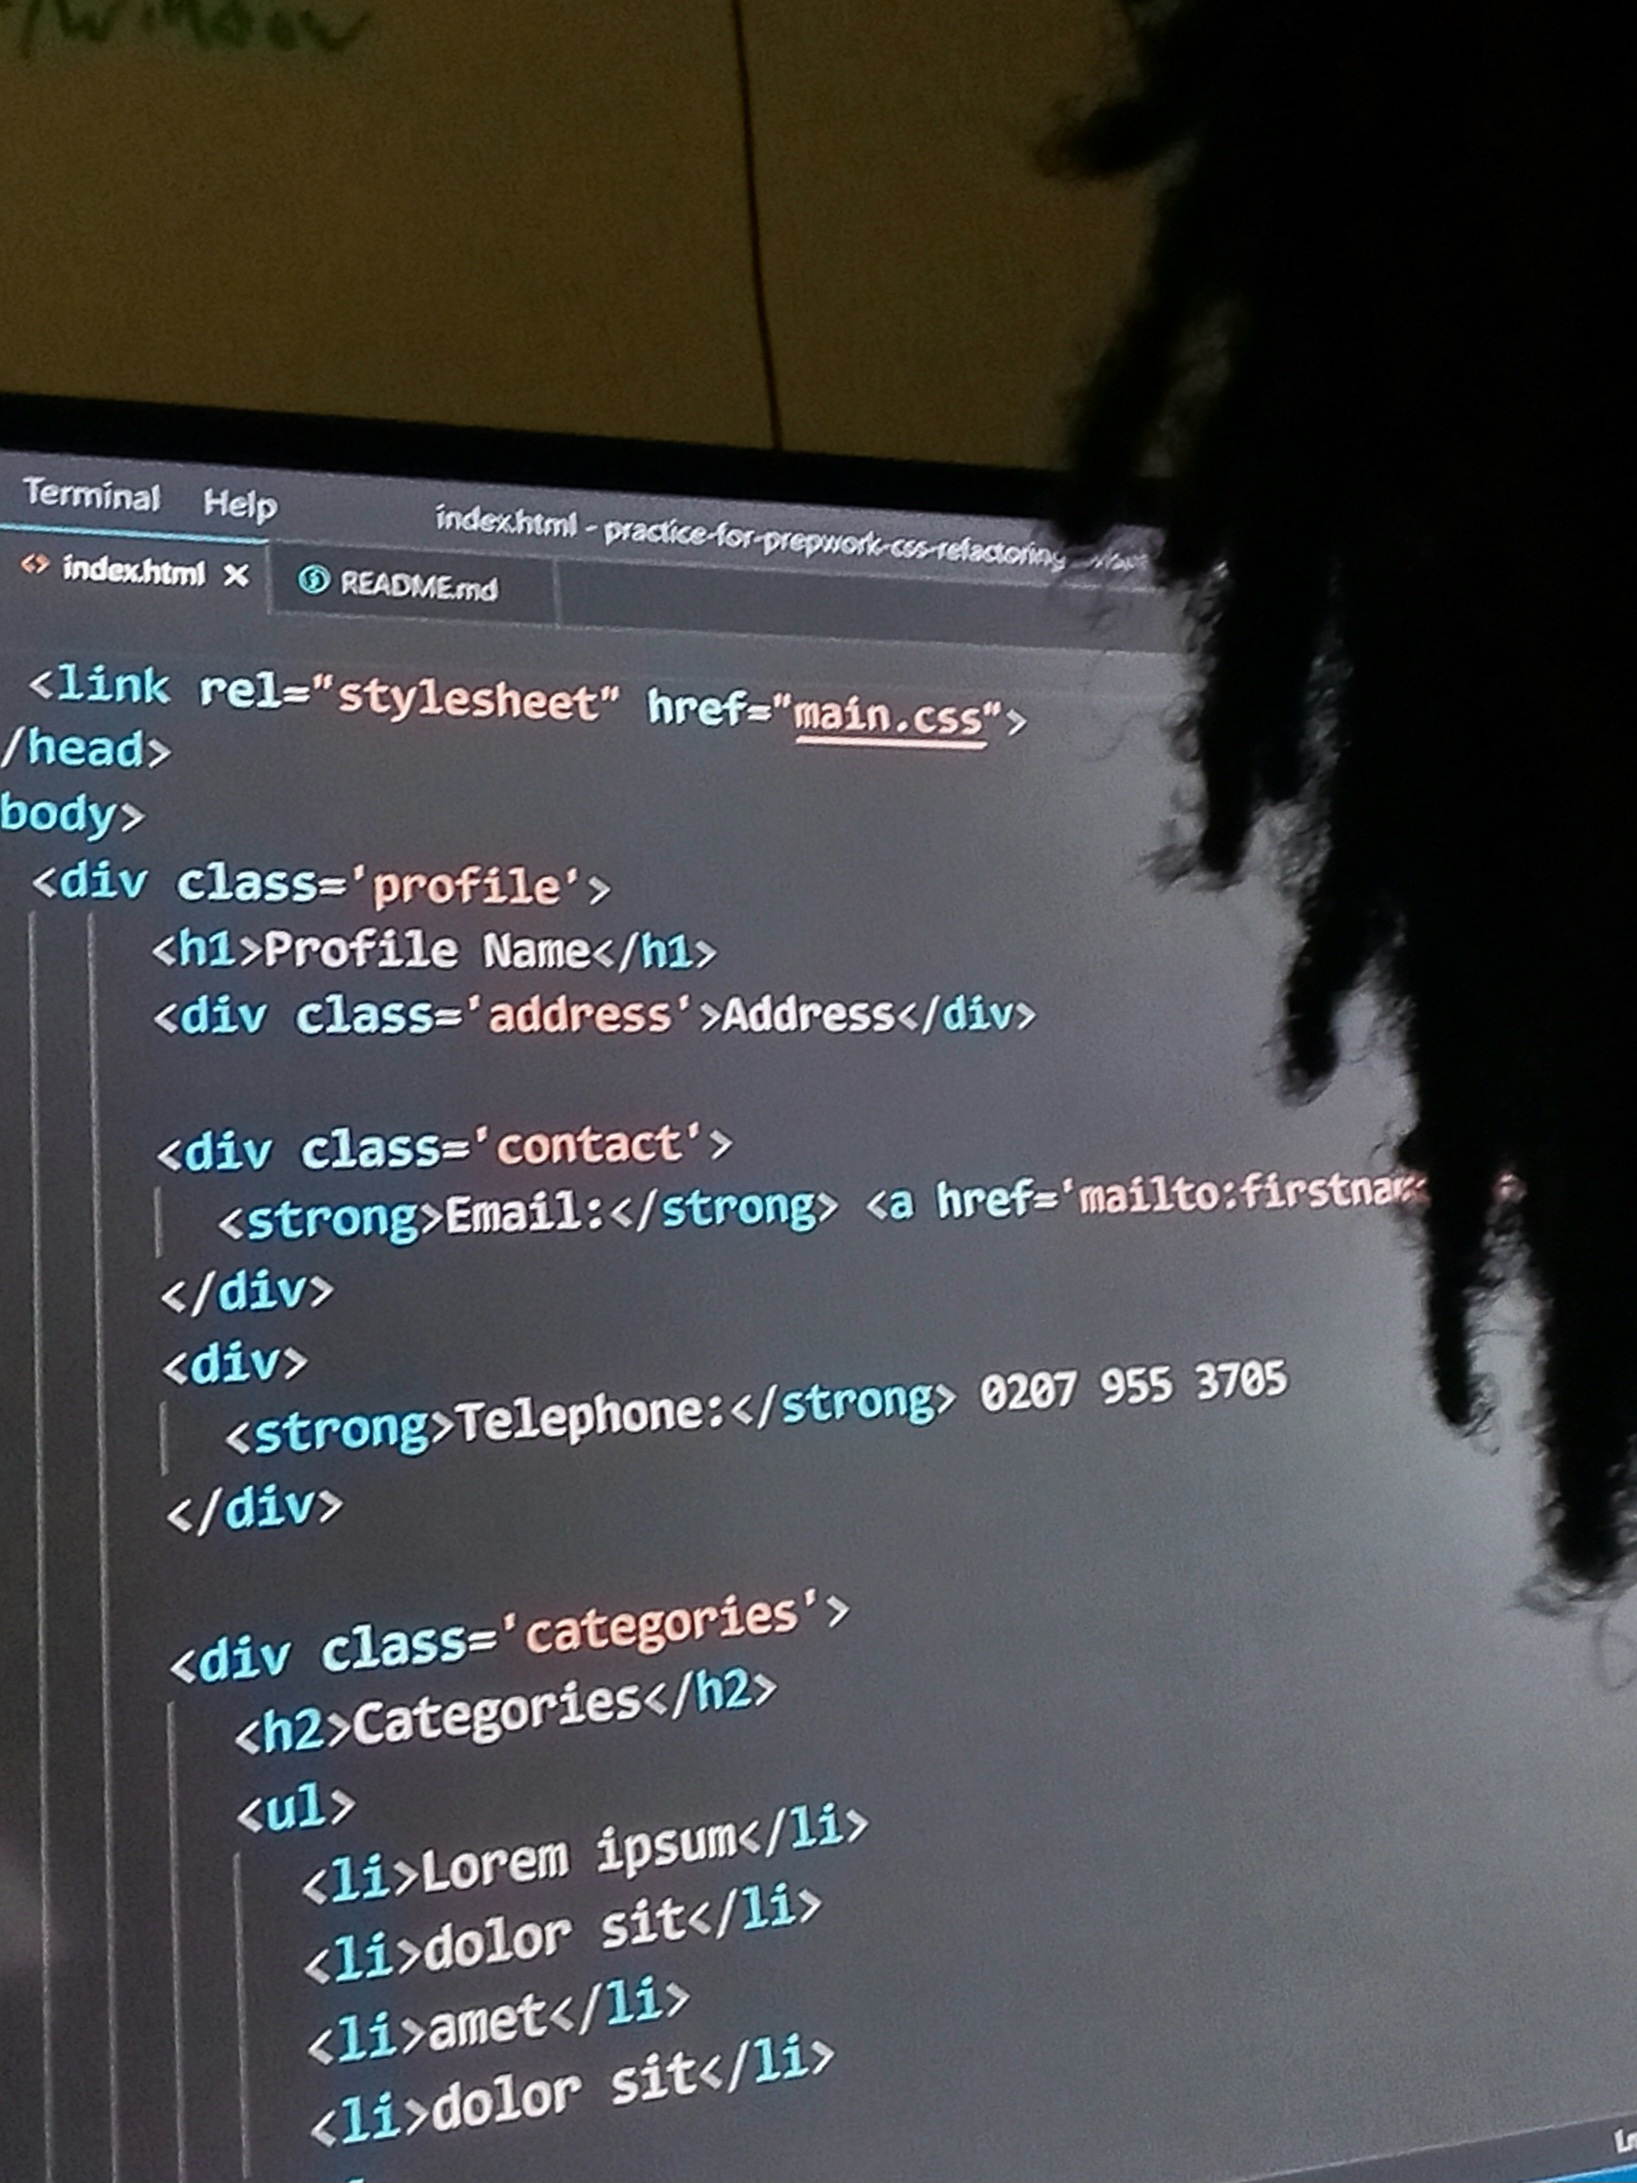 Terminal Help index.html - practice-for-prepwork-css-refactoring
index.html × README.md
<link rel="stylesheet" href="main.css">
/head>
body>
<div class='profile'>
<h1>Profile Name</h1>
<div class='address'>Address</div>
<div class='contact'>
<strong>Email:</strong> <a href='mailto:firstna
</div>
<div>
<strong>Telephone:</strong> 0207 955 3705
</div>
<div class='categories'>
<h2>Categories</h2>
<ul>
<li>Lorem ipsum</li>
<li>dolor sit</li>
<li>amet</li>
<li>dolor sit</li>